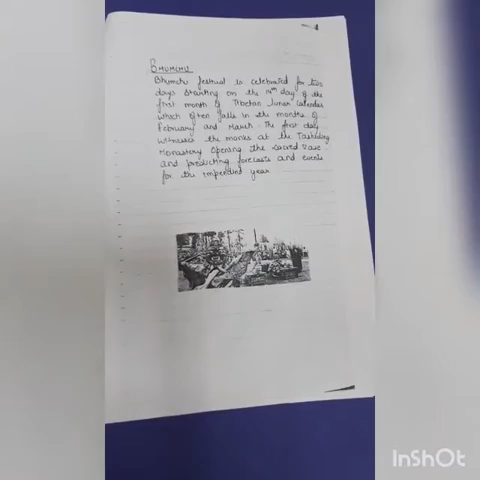 BHUMCHU
Bhumchu festival is celebrated for two
days starting on the 14th day of the
first month of Tibetan lunar calendar
which often falls in the months of
February and March. The first day
witnesses the monks at the Tashiding
Monastery opening the sacred vase
and predicting forecasts and events
for the impending year
InShOt